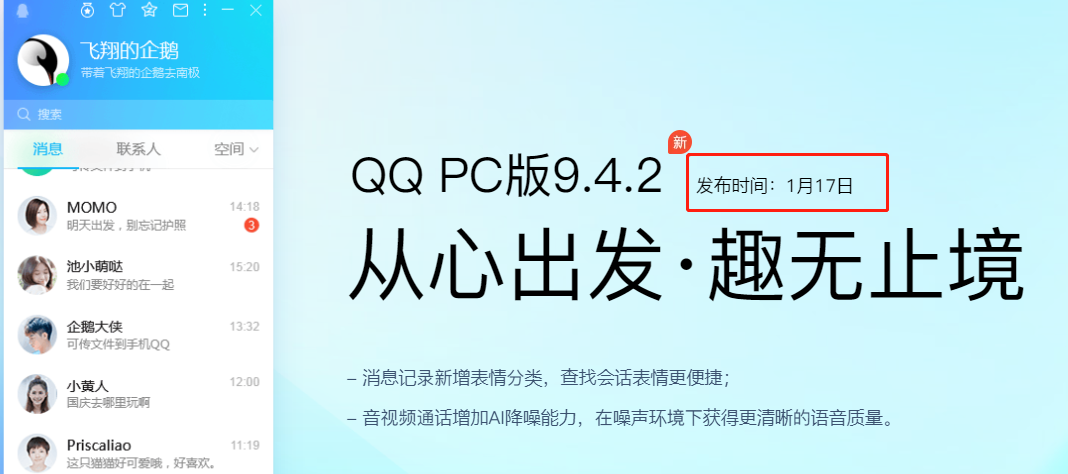 飞翔的企鹅
带着飞翔的企鹅去南极
搜索
消息 联系人 空间
MOMO 14:18
明天出发，别忘记护照 3
池小萌哒 15:20
我们要好好的在一起
企鹅大侠 13:32
可传文件到手机QQ
小黄人 12:00
国庆去哪里玩啊
Priscaliao 11:19
这只猫猫好可爱哦，好喜欢。
新
QQ PC版9.4.2
发布时间：1月17日
从心出发·趣无止境
– 消息记录新增表情分类，查找会话表情更便捷；
– 音视频通话增加AI降噪能力，在噪声环境下获得更清晰的语音质量。